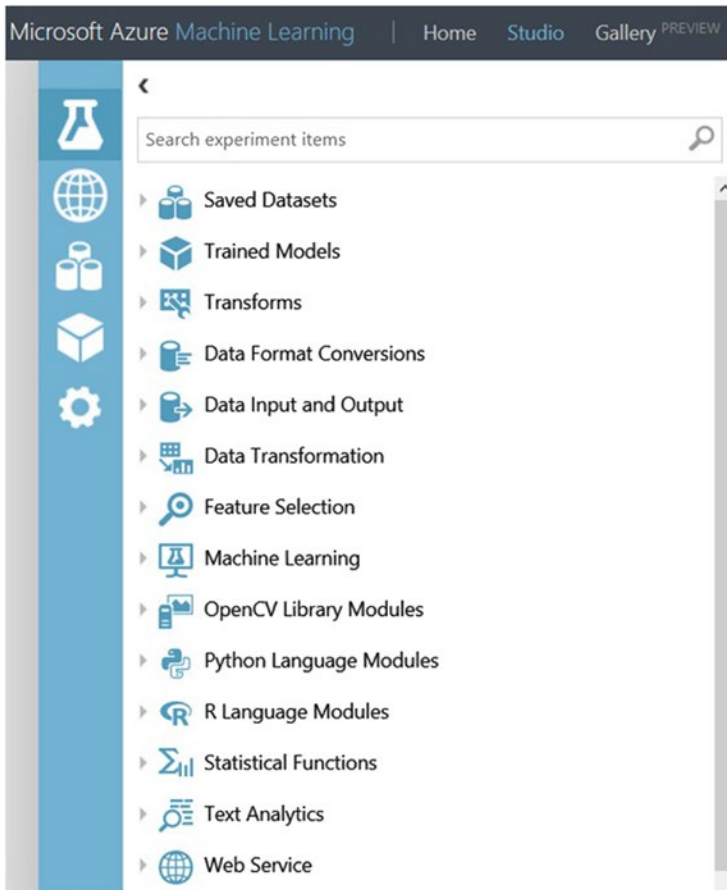 Microsoft Azure Machine Learning | Home Studio Gallery PREVIEW
Search experiment items
Saved Datasets
Trained Models
Transforms
Data Format Conversions
Data Input and Output
Data Transformation
Feature Selection
Machine Learning
OpenCV Library Modules
Python Language Modules
R Language Modules
Statistical Functions
Text Analytics
Web Service